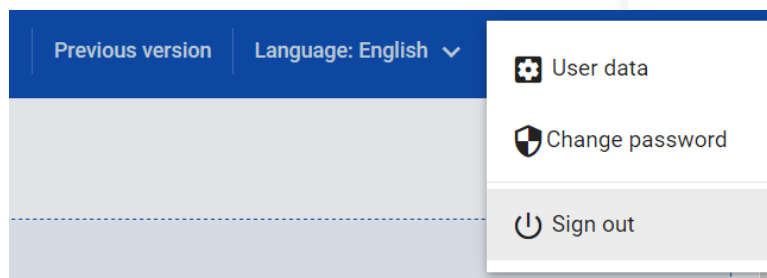 Previous version
Language: English
User data
Change password
Sign out